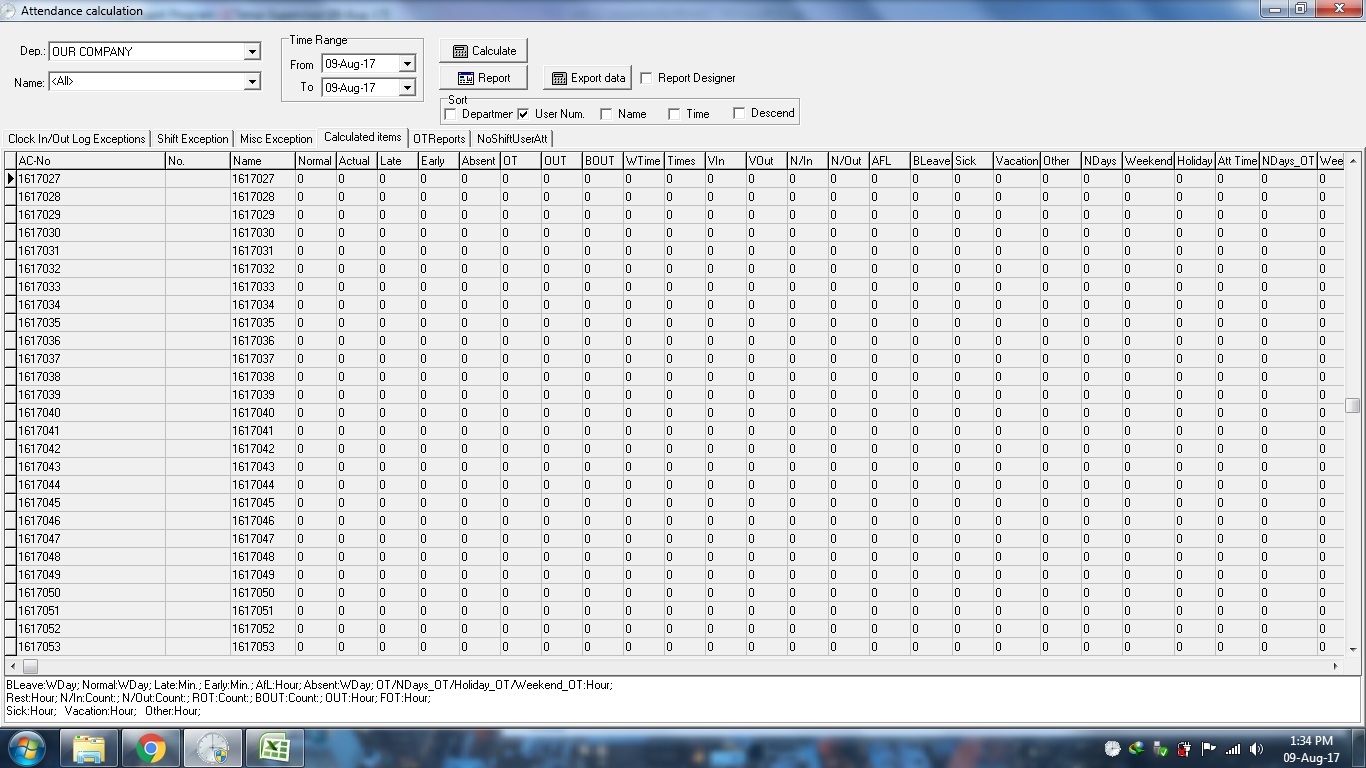 Attendance calculation
Dep.: OUR COMPANY
Name: <All>
Time Range
From 09-Aug-17
To 09-Aug-17
Calculate
Report Export data Report Designer
Sort
Departmer User Num. Name Time Descend
Clock In/Out Log Exceptions Shift Exception Misc Exception Calculated items OTReports NoShiftUserAtt
AC-No No. Name Normal Actual Late Early Absent OT OUT BOUT WTime Times VIn VOut N/In N/Out AFL BLeave Sick Vacation Other NDays Weekend Holiday Att Time NDays_OT Wee
1617027 1617027 0 0 0 0 0 0 0 0 0 0 0 0 0 0 0 0 0 0 0 0 0 0 0 0 0
1617028 1617028 0 0 0 0 0 0 0 0 0 0 0 0 0 0 0 0 0 0 0 0 0 0 0 0 0
1617029 1617029 0 0 0 0 0 0 0 0 0 0 0 0 0 0 0 0 0 0 0 0 0 0 0 0 0
1617030 1617030 0 0 0 0 0 0 0 0 0 0 0 0 0 0 0 0 0 0 0 0 0 0 0 0 0
1617031 1617031 0 0 0 0 0 0 0 0 0 0 0 0 0 0 0 0 0 0 0 0 0 0 0 0 0
1617032 1617032 0 0 0 0 0 0 0 0 0 0 0 0 0 0 0 0 0 0 0 0 0 0 0 0 0
1617033 1617033 0 0 0 0 0 0 0 0 0 0 0 0 0 0 0 0 0 0 0 0 0 0 0 0 0
1617034 1617034 0 0 0 0 0 0 0 0 0 0 0 0 0 0 0 0 0 0 0 0 0 0 0 0 0
1617035 1617035 0 0 0 0 0 0 0 0 0 0 0 0 0 0 0 0 0 0 0 0 0 0 0 0 0
1617036 1617036 0 0 0 0 0 0 0 0 0 0 0 0 0 0 0 0 0 0 0 0 0 0 0 0 0
1617037 1617037 0 0 0 0 0 0 0 0 0 0 0 0 0 0 0 0 0 0 0 0 0 0 0 0 0
1617038 1617038 0 0 0 0 0 0 0 0 0 0 0 0 0 0 0 0 0 0 0 0 0 0 0 0 0
1617039 1617039 0 0 0 0 0 0 0 0 0 0 0 0 0 0 0 0 0 0 0 0 0 0 0 0 0
1617040 1617040 0 0 0 0 0 0 0 0 0 0 0 0 0 0 0 0 0 0 0 0 0 0 0 0 0
1617041 1617041 0 0 0 0 0 0 0 0 0 0 0 0 0 0 0 0 0 0 0 0 0 0 0 0 0
1617042 1617042 0 0 0 0 0 0 0 0 0 0 0 0 0 0 0 0 0 0 0 0 0 0 0 0 0
1617043 1617043 0 0 0 0 0 0 0 0 0 0 0 0 0 0 0 0 0 0 0 0 0 0 0 0 0
1617044 1617044 0 0 0 0 0 0 0 0 0 0 0 0 0 0 0 0 0 0 0 0 0 0 0 0 0
1617045 1617045 0 0 0 0 0 0 0 0 0 0 0 0 0 0 0 0 0 0 0 0 0 0 0 0 0
1617046 1617046 0 0 0 0 0 0 0 0 0 0 0 0 0 0 0 0 0 0 0 0 0 0 0 0 0
1617047 1617047 0 0 0 0 0 0 0 0 0 0 0 0 0 0 0 0 0 0 0 0 0 0 0 0 0
1617048 1617048 0 0 0 0 0 0 0 0 0 0 0 0 0 0 0 0 0 0 0 0 0 0 0 0 0
1617049 1617049 0 0 0 0 0 0 0 0 0 0 0 0 0 0 0 0 0 0 0 0 0 0 0 0 0
1617050 1617050 0 0 0 0 0 0 0 0 0 0 0 0 0 0 0 0 0 0 0 0 0 0 0 0 0
1617051 1617051 0 0 0 0 0 0 0 0 0 0 0 0 0 0 0 0 0 0 0 0 0 0 0 0 0
1617052 1617052 0 0 0 0 0 0 0 0 0 0 0 0 0 0 0 0 0 0 0 0 0 0 0 0 0
1617053 1617053 0 0 0 0 0 0 0 0 0 0 0 0 0 0 0 0 0 0 0 0 0 0 0 0 0
BLeave:WDay; Normal:WDay; Late:Min.; Early:Min.; AfL:Hour; Absent:WDay; OT/NDays_OT/Holiday_OT/Weekend_OT:Hour;
Rest:Hour; N/In:Count:; N/Out:Count:; ROT:Count:; BOUT:Count:; OUT:Hour; FOT:Hour;
Sick:Hour; Vacation:Hour; Other:Hour;
1:34 PM
09-Aug-17